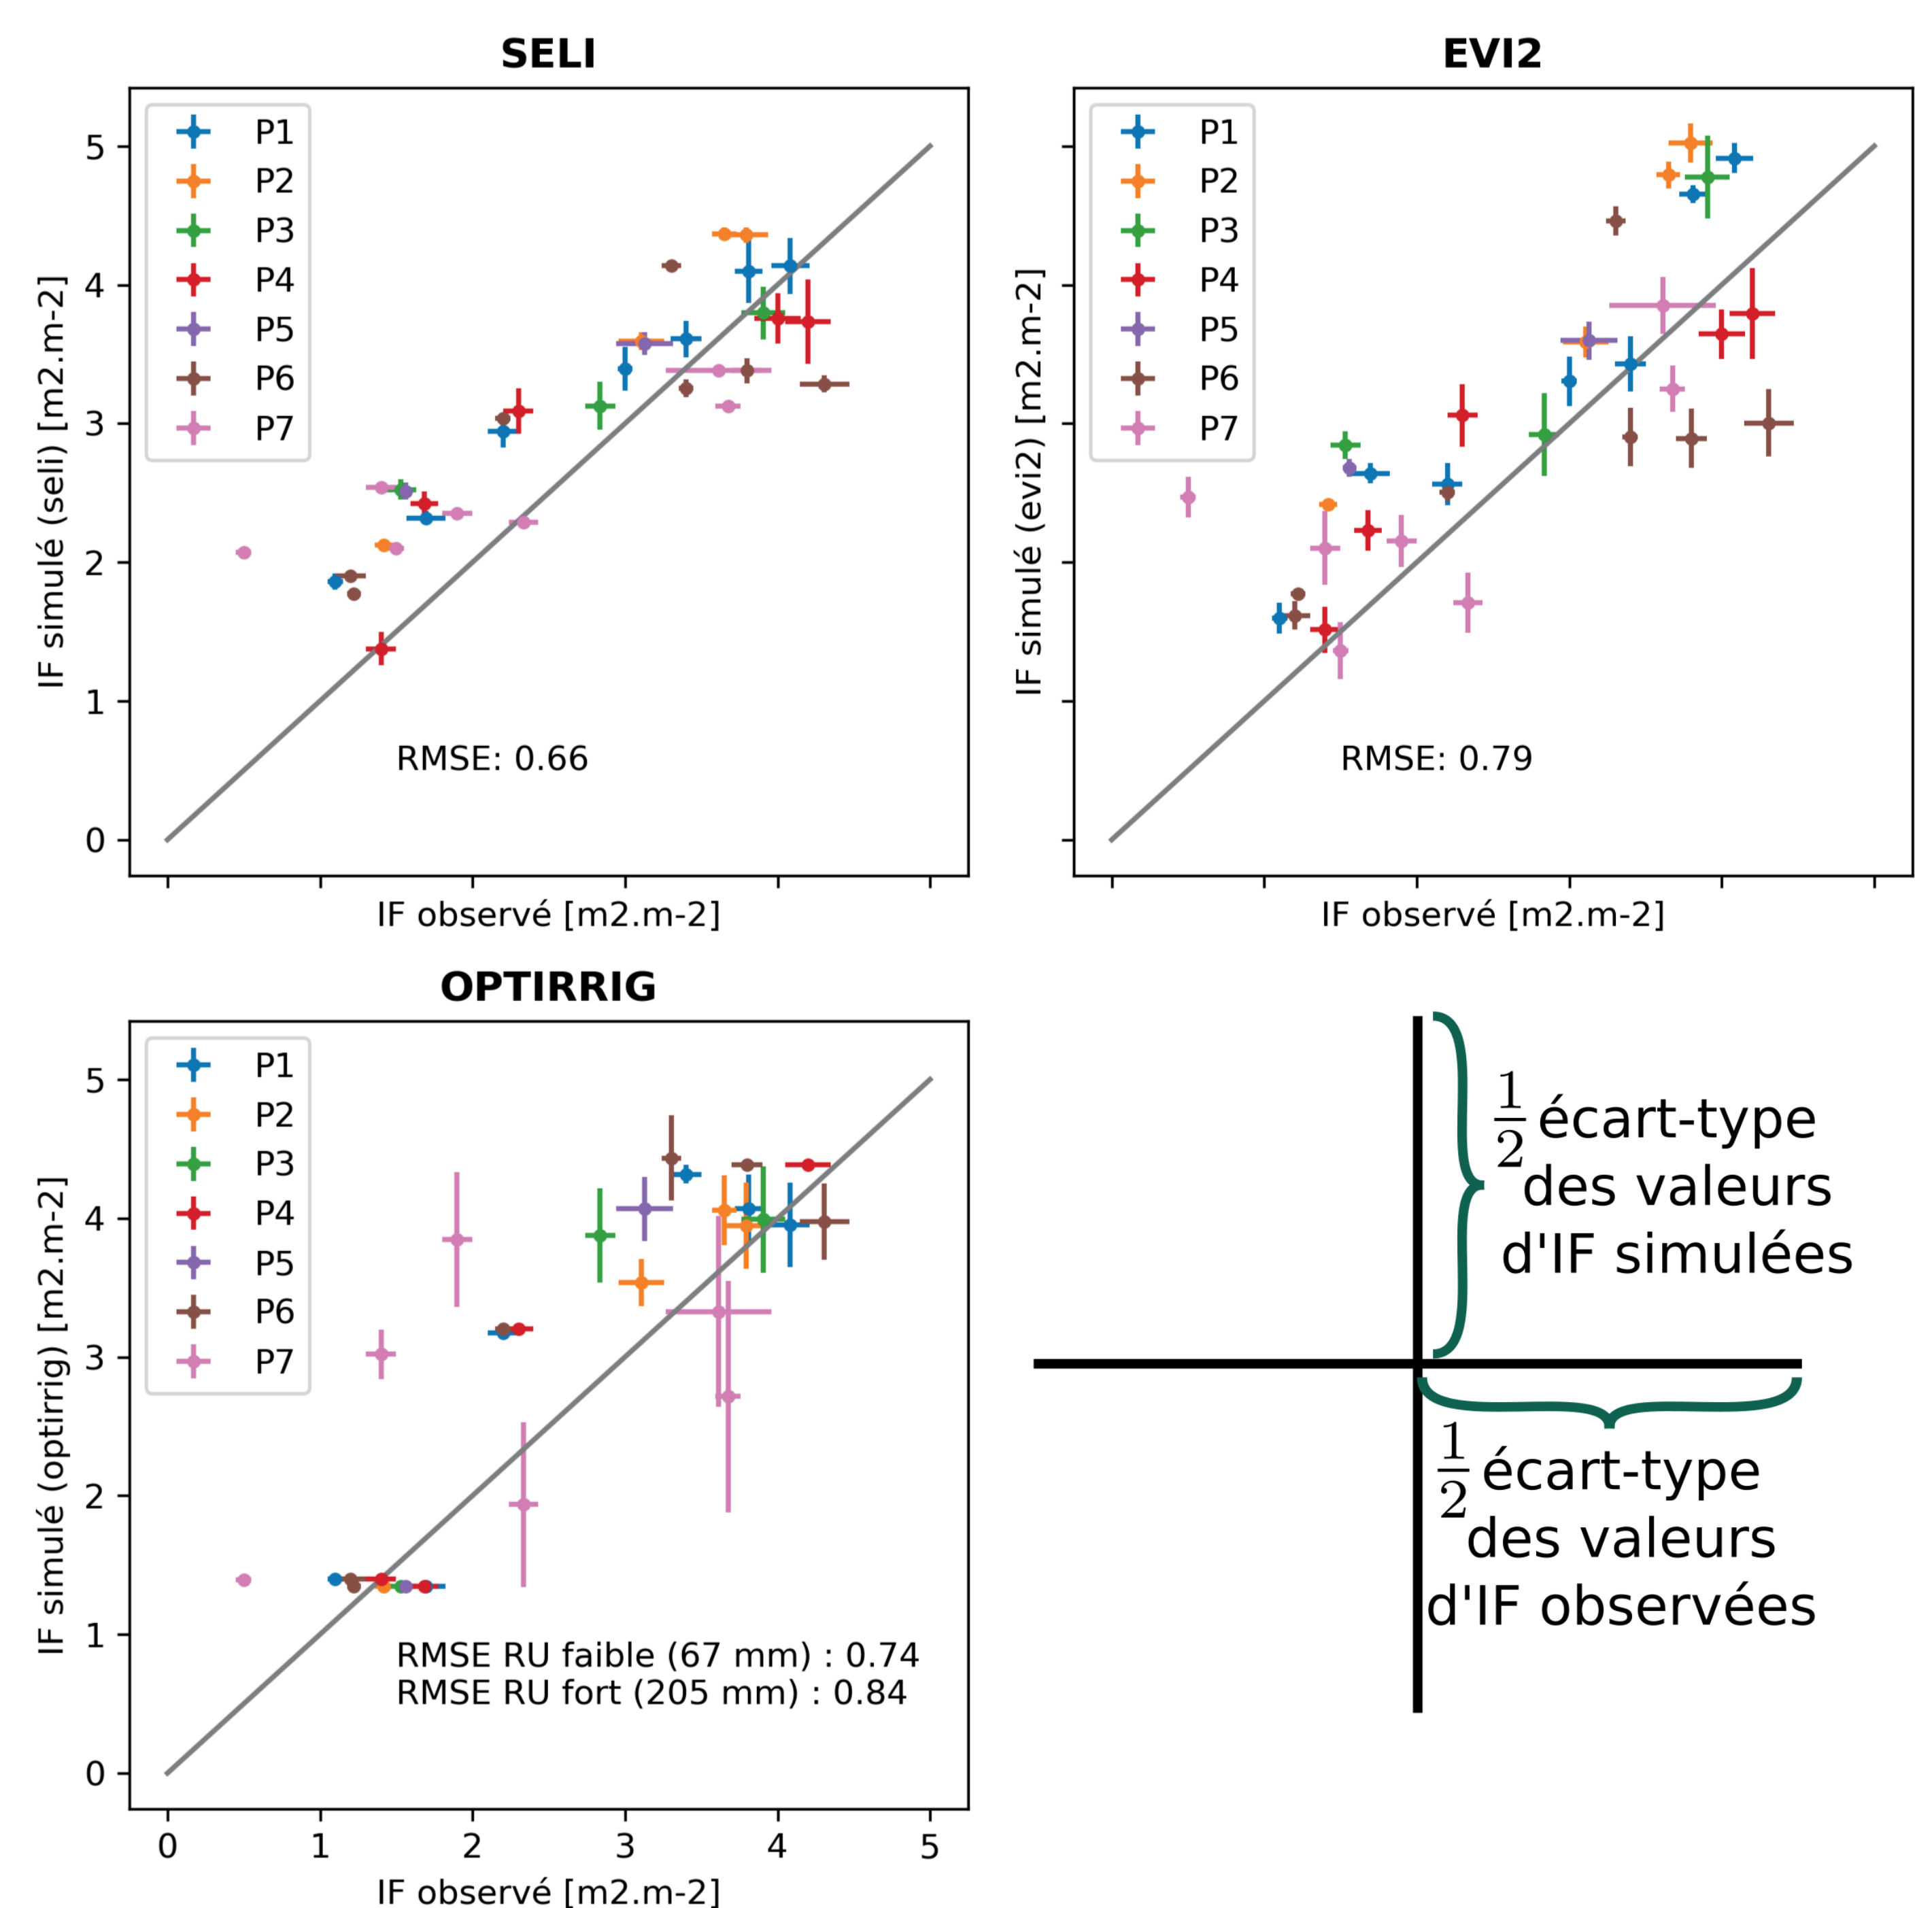 SELI
EVI2
P1
P2
P3
P4
P5
P6
P7
5
4
3
2
1
0
IF simulé (seli) [m2.m-2]
RMSE: 0.66
IF observé [m2.m-2]
P1
P2
P3
P4
P5
P6
P7
IF simulé (evi2) [m2.m-2]
RMSE: 0.79
IF observé [m2.m-2]
OPTIRRIG
P1
P2
P3
P4
P5
P6
P7
5
4
3
2
1
0
IF simulé (optirrig) [m2.m-2]
RMSE RU faible (67 mm) : 0.74
RMSE RU fort (205 mm) : 0.84
0 1 2 3 4 5
IF observé [m2.m-2]
1/2 écart-type
des valeurs
d'IF simulées
1/2 écart-type
des valeurs
d'IF observées